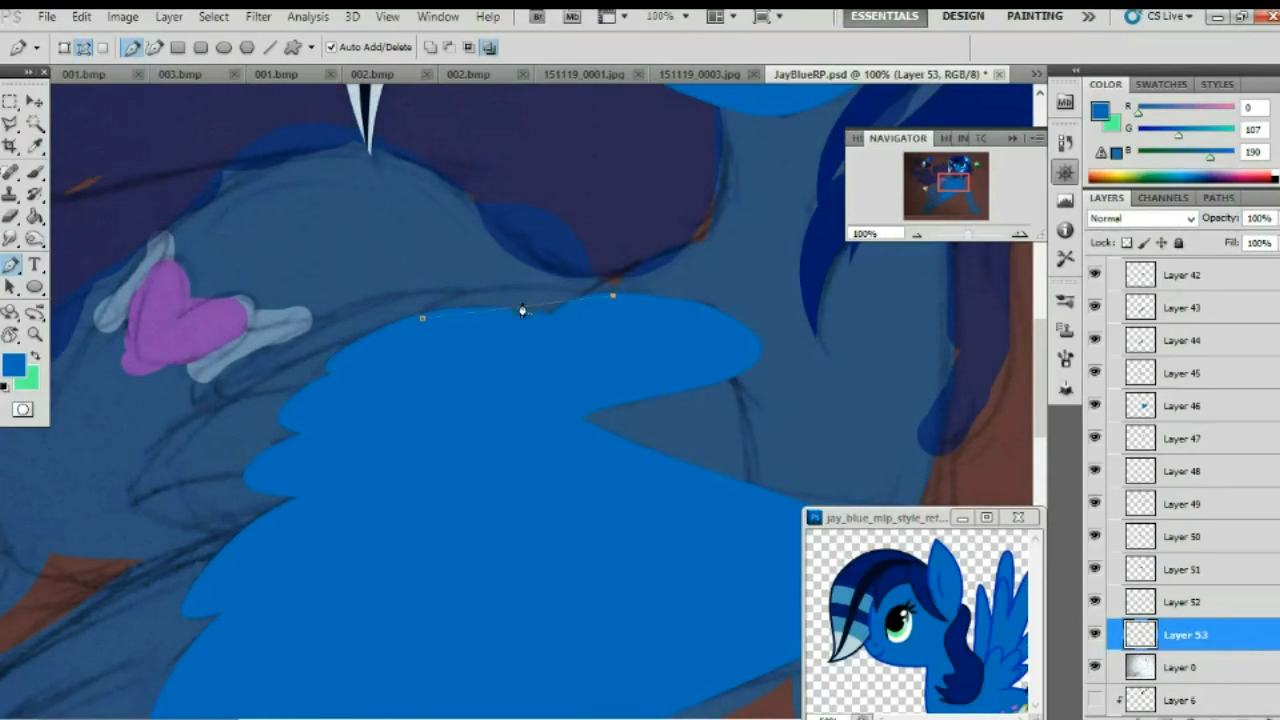 File Edit Image Layer Select Filter Analysis 3D View Window Help Br Mb 100% ESSENTIALS DESIGN PAINTING CS Live
Auto Add/Delete
001.bmp 003.bmp 001.bmp 002.bmp 002.bmp 151119_0001.jpg 151119_0003.jpg JayBlueRP.psd @ 100% (Layer 53, RGB/8) *
COLOR SWATCHES STYLES
R 0
G 107
B 190
NAVIGATOR
100%
LAYERS CHANNELS PATHS
Normal Opacity: 100%
Lock: Fill: 100%
Layer 42
Layer 43
Layer 44
Layer 45
Layer 46
Layer 47
Layer 48
Layer 49
Layer 50
Layer 51
Layer 52
Layer 53
Layer 0
Layer 6
jay_blue_mlp_style_ref...